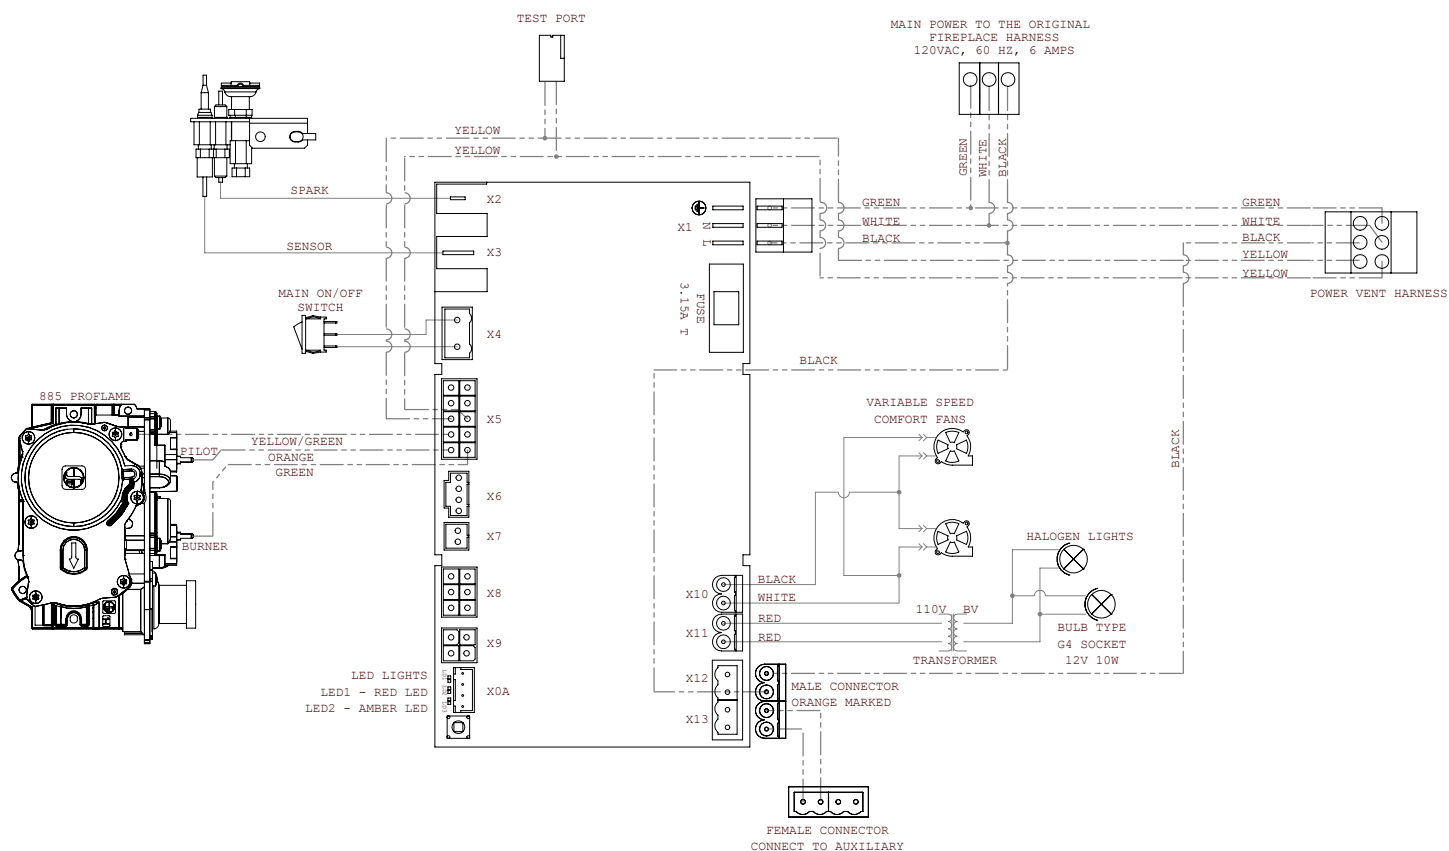 TEST PORT
MAIN POWER TO THE ORIGINAL
FIREPLACE HARNESS
120VAC, 60 HZ, 6 AMPS
YELLOW
YELLOW
GREEN
WHITE
BLACK
SPARK
X2
X1
N
L
GREEN
WHITE
BLACK
GREEN
WHITE
BLACK
YELLOW
YELLOW
SENSOR
X3
POWER VENT HARNESS
MAIN ON/OFF
SWITCH
X4
FUSE
3.15A T
BLACK
885 PROFLAME
VARIABLE SPEED
COMFORT FANS
X5
YELLOW/GREEN
PILOT
ORANGE
GREEN
BLACK
X6
X7
BURNER
HALOGEN LIGHTS
X8
X10
BLACK
WHITE
110V
BV
X11
RED
RED
BULB TYPE
G4 SOCKET
12V 10W
X9
TRANSFORMER
LED LIGHTS
LED1 - RED LED
LED2 - AMBER LED
X0A
X12
X13
MALE CONNECTOR
ORANGE MARKED
FEMALE CONNECTOR
CONNECT TO AUXILIARY